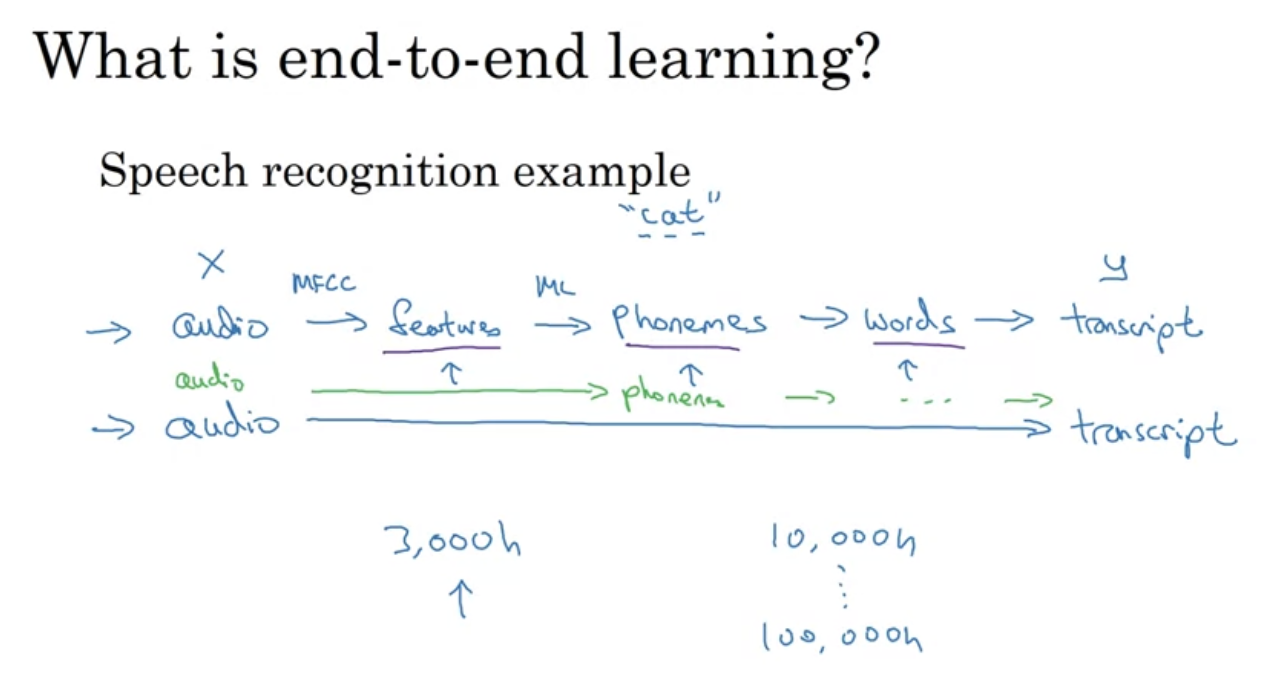 What is end-to-end learning?
Speech recognition example
"cat"
X y
MFCC ML
→ audio → features → phonemes → words → transcript
↑ ↑ ↑
audio → phonemes → ... →
→ audio → transcript
3,000h 10,000h
↑ ⋮
100,000h